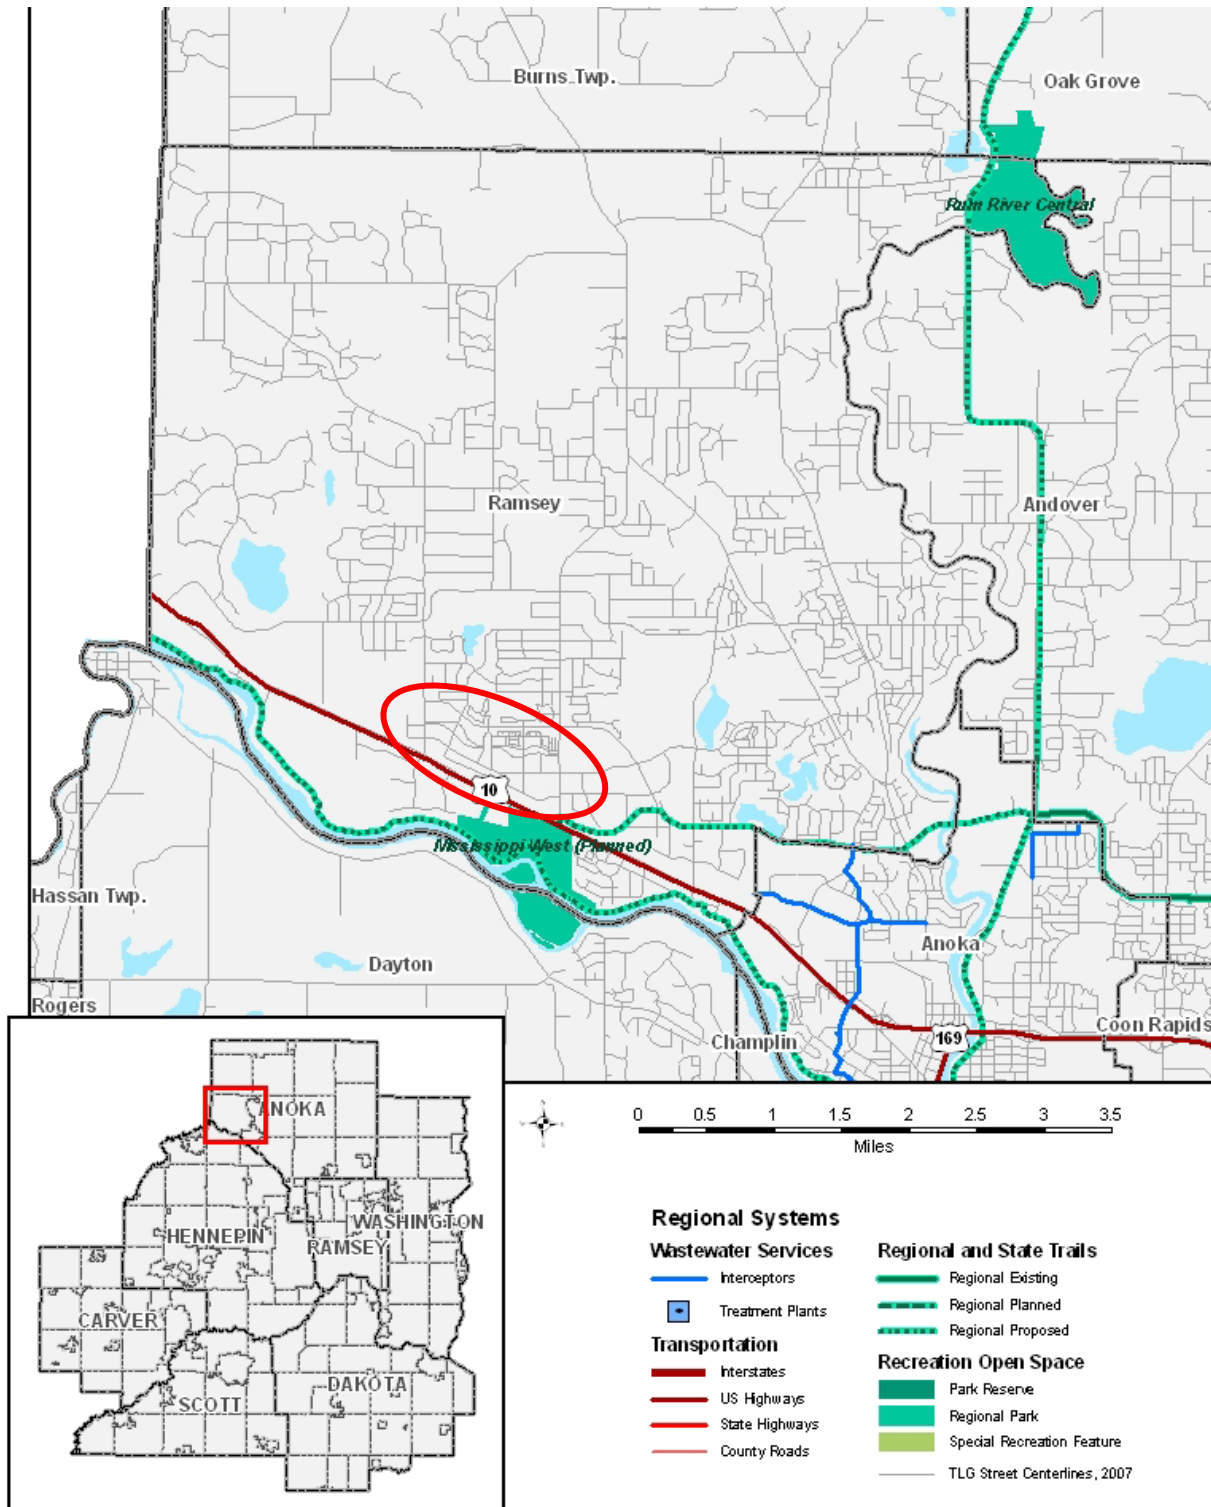 Burns Twp.
Oak Grove
Rum River Central
Ramsey
Andover
10
Mississippi West (Planned)
Hassan Twp.
Anoka
Dayton
Rogers
Champlin
169
Coon Rapids
ANOKA
HENNEPIN
WASHINGTON
RAMSEY
CARVER
SCOTT
DAKOTA
0 0.5 1 1.5 2 2.5 3 3.5
Miles
Regional Systems
Wastewater Services
Interceptors
Treatment Plants
Transportation
Interstates
US Highways
State Highways
County Roads
Regional and State Trails
Regional Existing
Regional Planned
Regional Proposed
Recreation Open Space
Park Reserve
Regional Park
Special Recreation Feature
TLG Street Centerlines, 2007